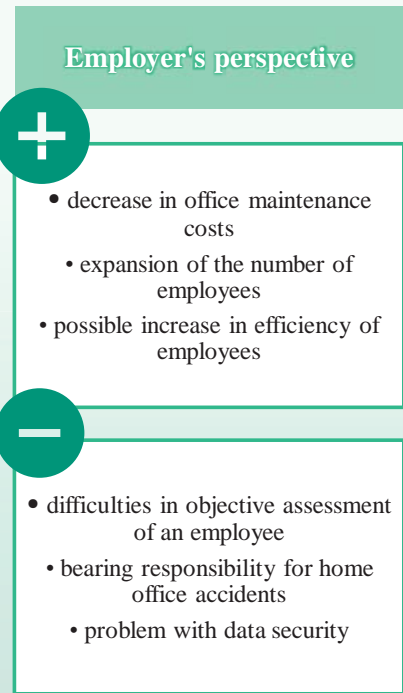 Employer's perspective
• decrease in office maintenance
costs
• expansion of the number of
employees
• possible increase in efficiency of
employees
• difficulties in objective assessment
of an employee
• bearing responsibility for home
office accidents
• problem with data security